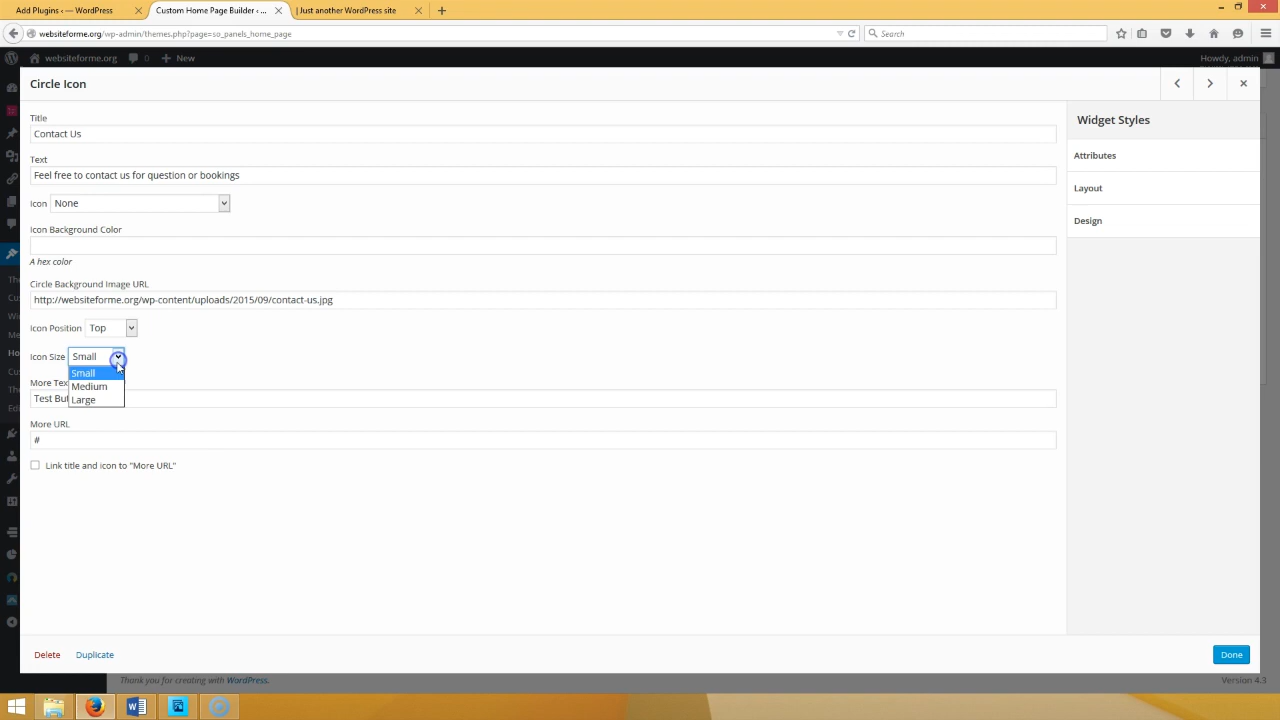 Add Plugins ‹ — WordPress
Custom Home Page Builder ‹ ...
| Just another WordPress site
websiteforme.org/wp-admin/themes.php?page=so_panels_home_page
Search
websiteforme.org
0
New
Howdy, admin
Circle Icon
Title
Contact Us
Text
Feel free to contact us for question or bookings
Icon
None
Icon Background Color
A hex color
Circle Background Image URL
http://websiteforme.org/wp-content/uploads/2015/09/contact-us.jpg
Icon Position
Top
Icon Size
Small
Small
Medium
Large
More Tex
Test But
More URL
#
Link title and icon to "More URL"
Widget Styles
Attributes
Layout
Design
Delete
Duplicate
Done
Thank you for creating with WordPress.
Version 4.3